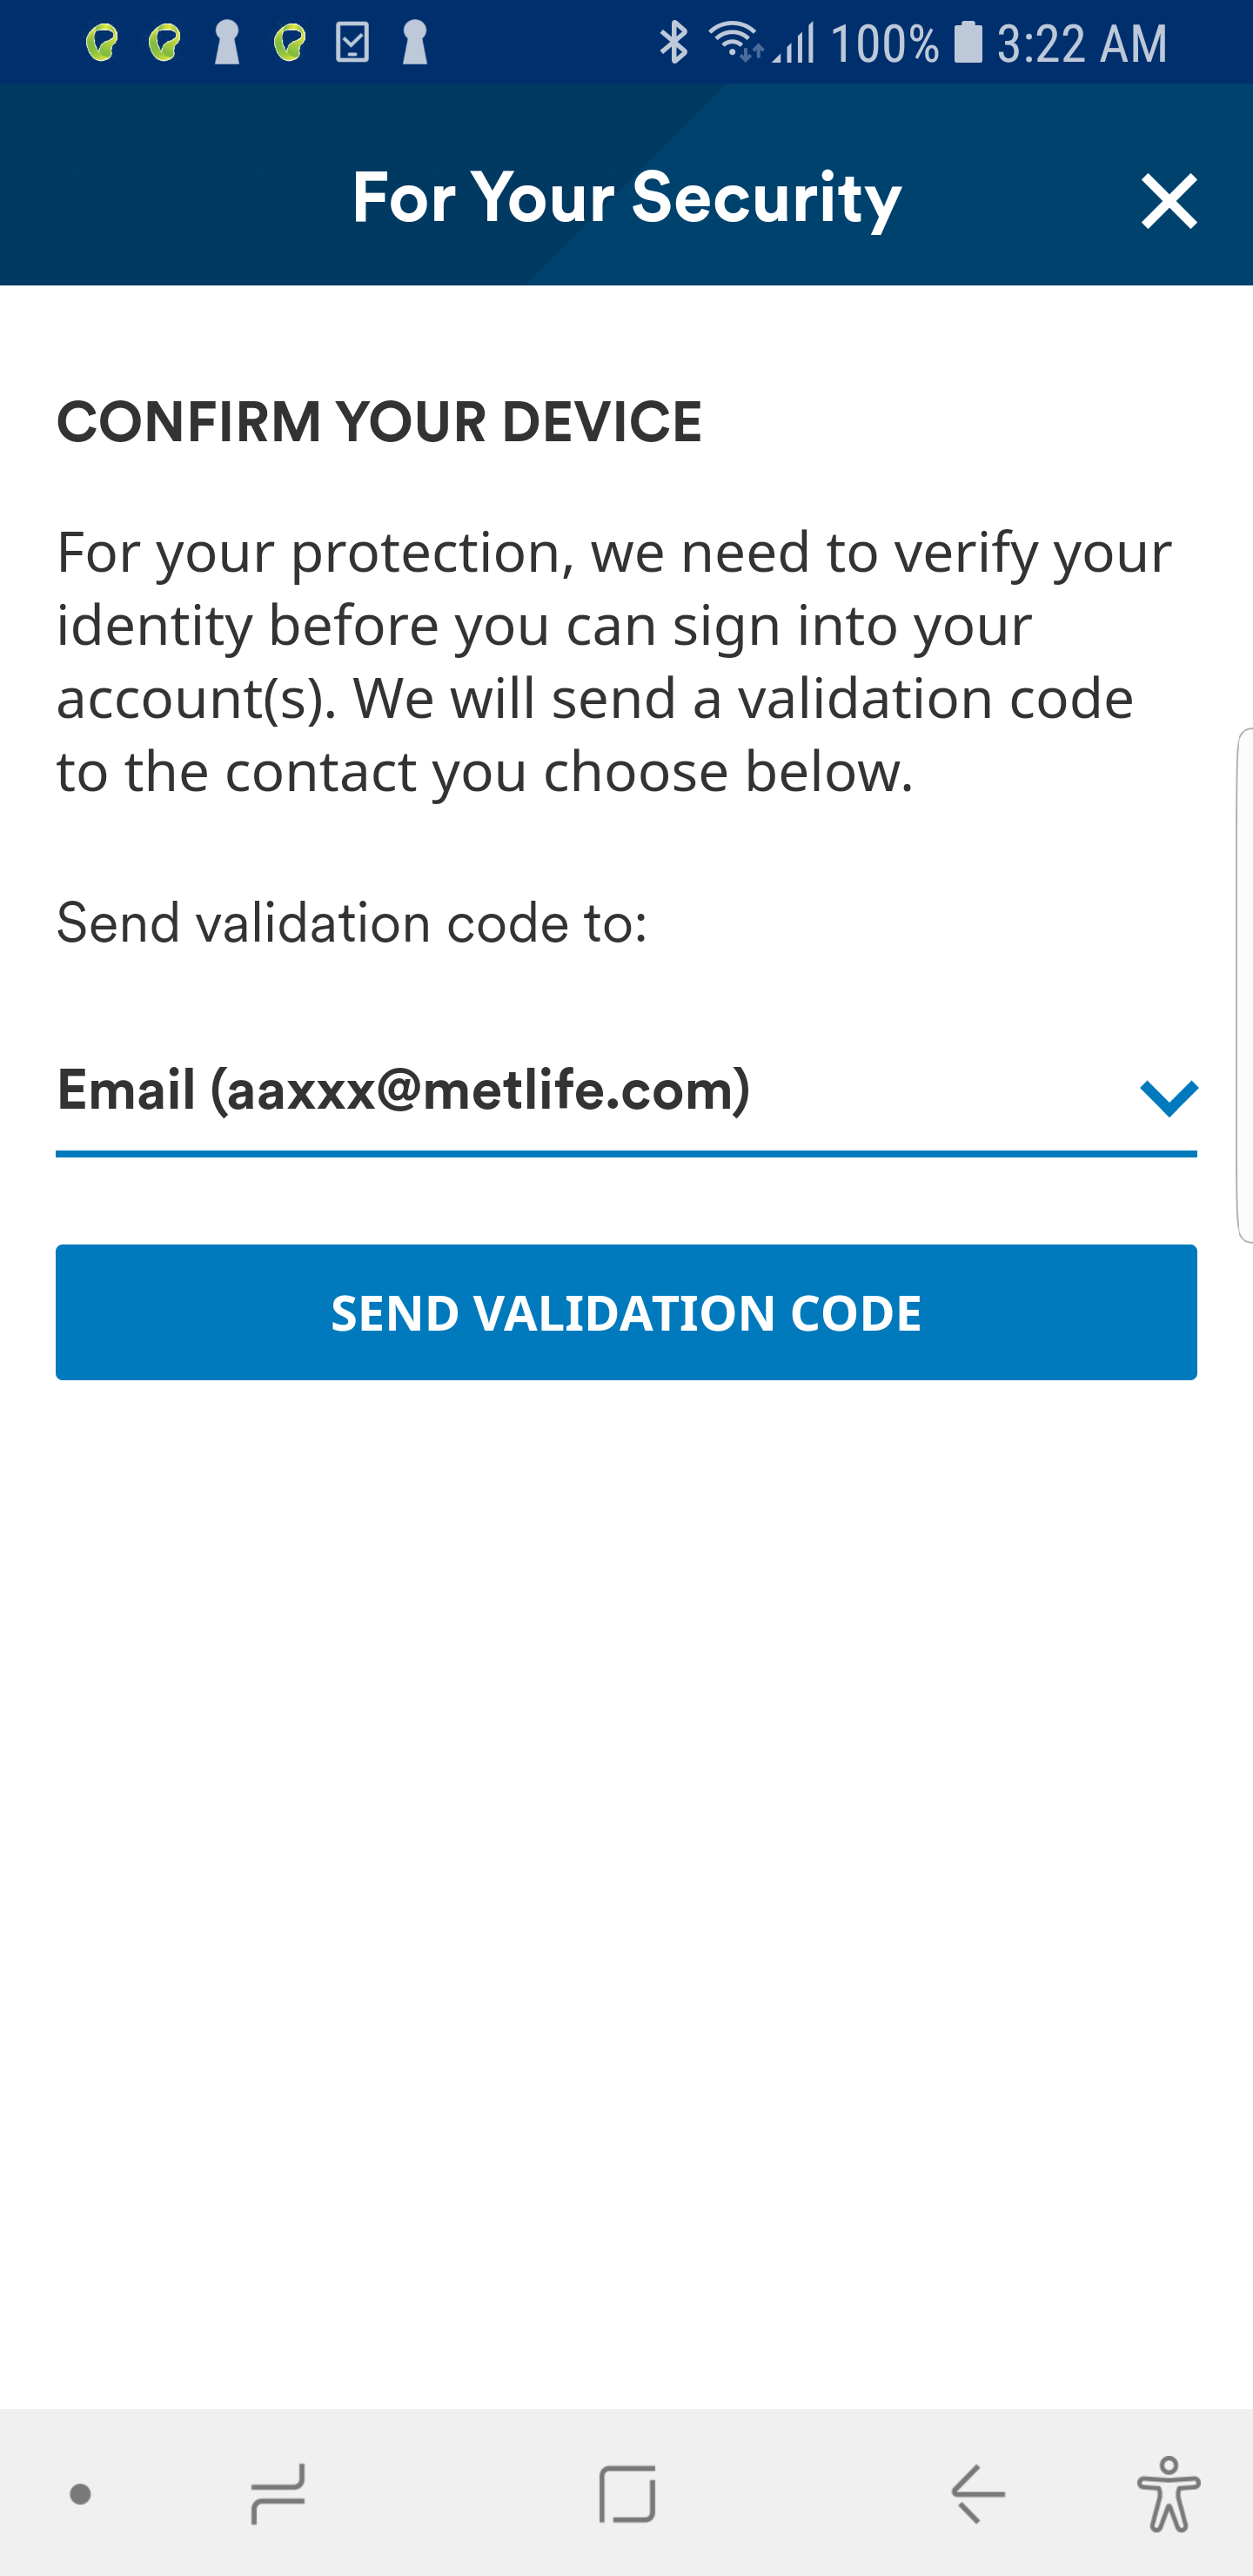 100% 3:22 AM
For Your Security
CONFIRM YOUR DEVICE
For your protection, we need to verify your
identity before you can sign into your
account(s). We will send a validation code
to the contact you choose below.
Send validation code to:
Email (aaxxx@metlife.com)
SEND VALIDATION CODE